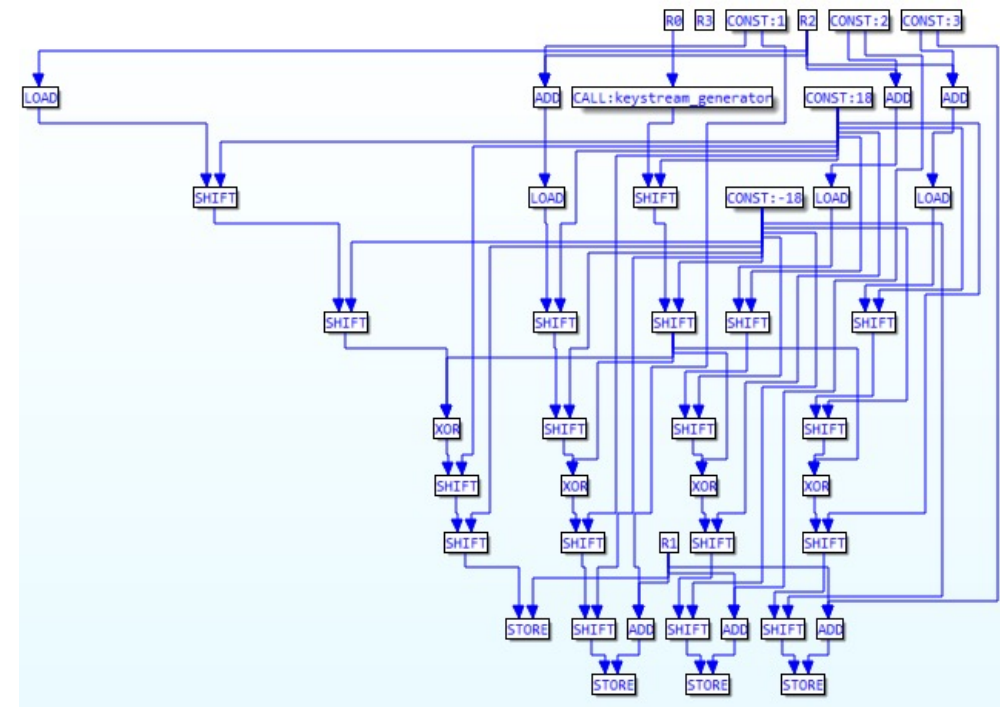 R0 R3 CONST:1 R2 CONST:2 CONST:3
LOAD ADD CALL:keystream_generator CONST:18 ADD ADD
SHIFT LOAD SHIFT CONST:-18 LOAD LOAD
SHIFT SHIFT SHIFT SHIFT SHIFT
XOR SHIFT SHIFT SHIFT
SHIFT XOR XOR XOR
SHIFT SHIFT R1 SHIFT SHIFT
STORE SHIFT ADD SHIFT ADD SHIFT ADD
STORE STORE STORE